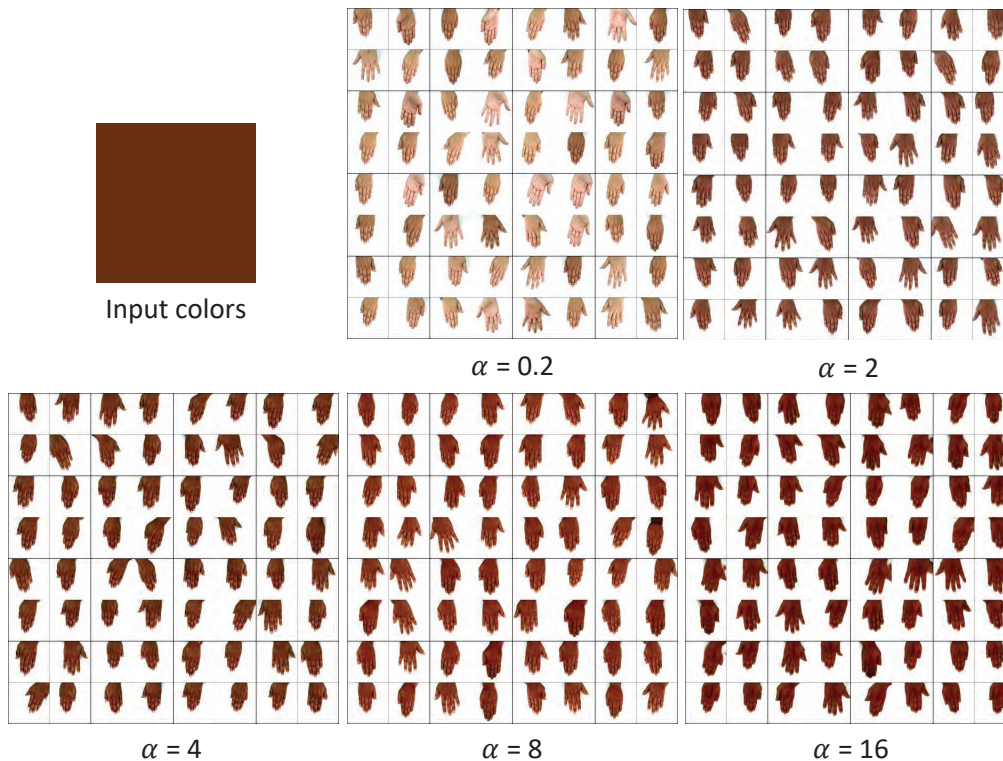 Input colors
α = 0.2
α = 2
α = 4
α = 8
α = 16